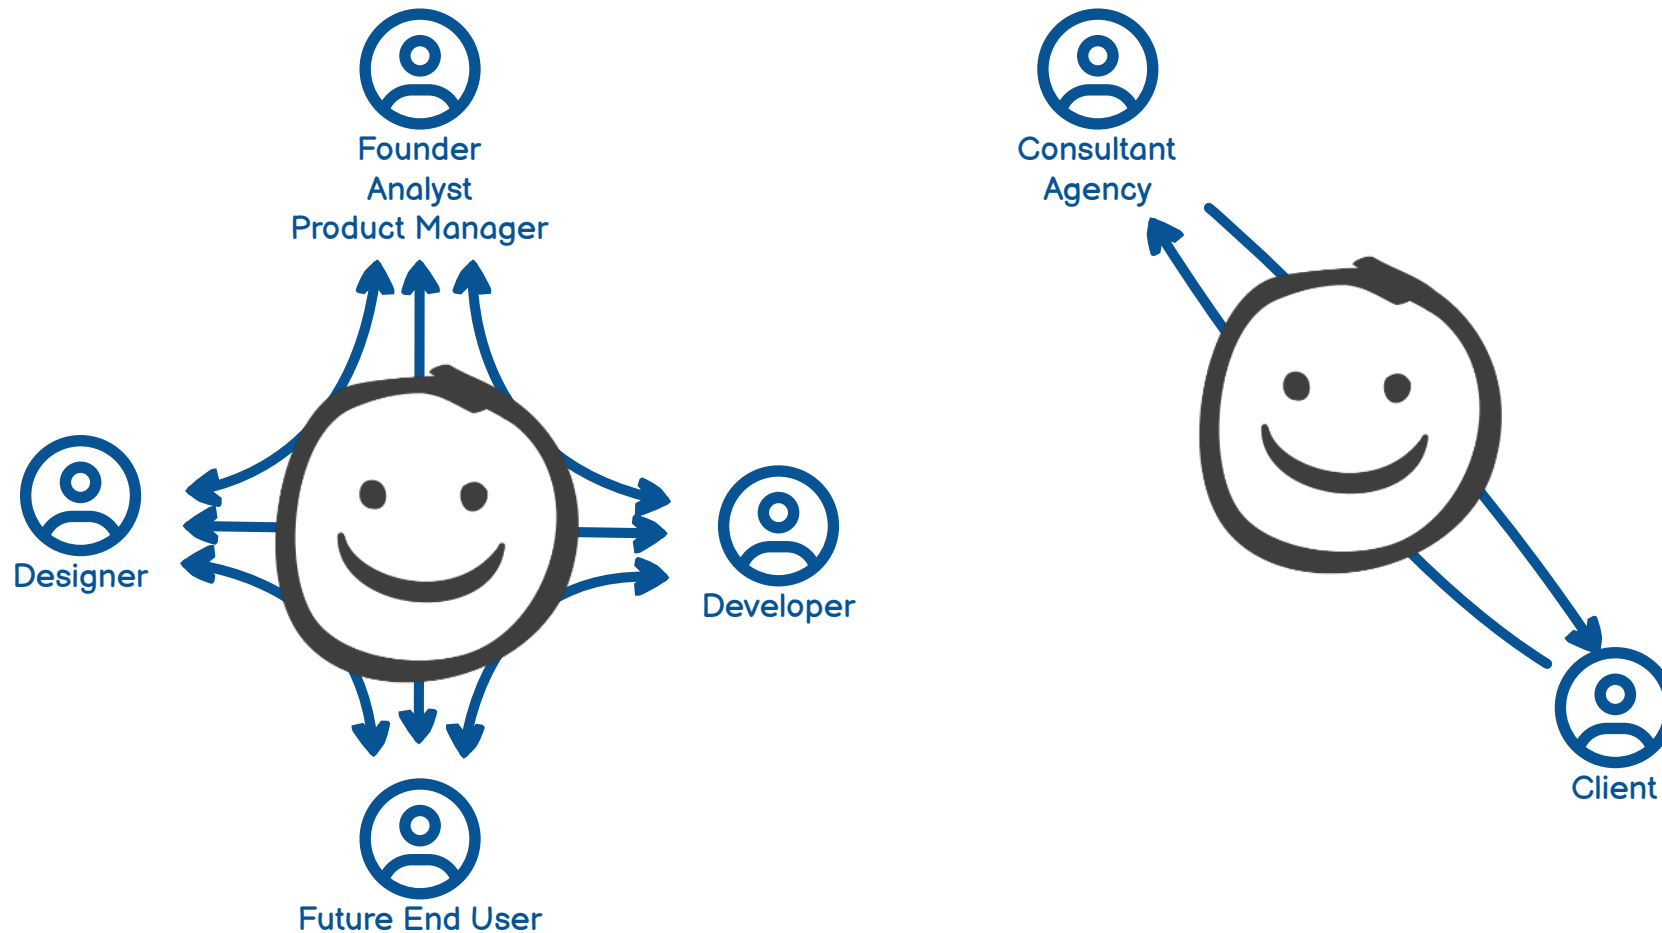 Founder
Analyst
Product Manager
Designer
Developer
Future End User
Consultant
Agency
Client